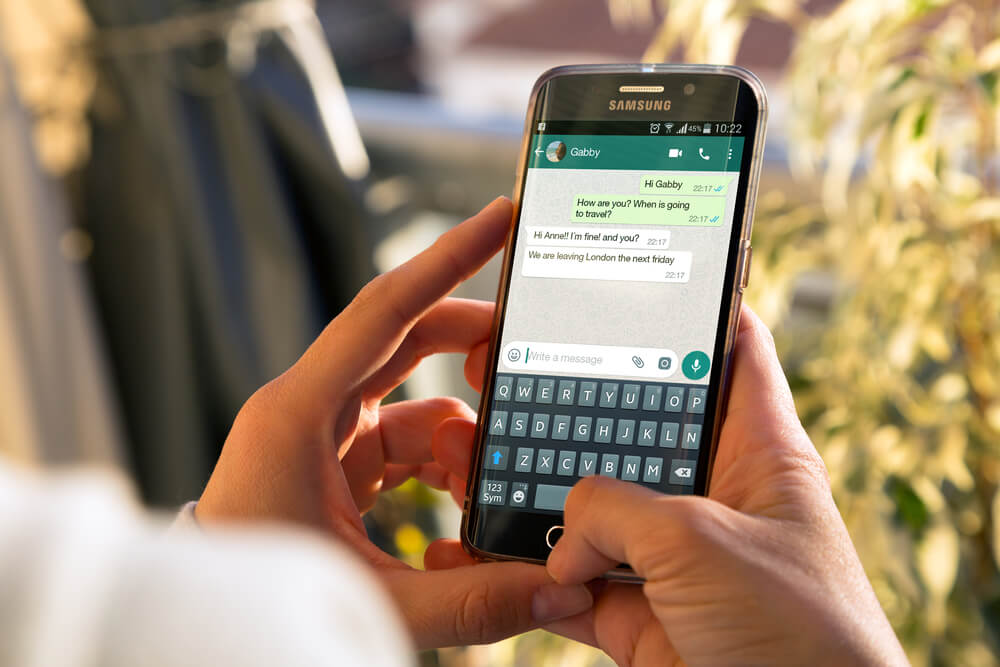 SAMSUNG
45% 10:22
Gabby
Hi Gabby 22:17
How are you? When is going
to travel?
22:17
Hi Anne!! I'm fine! and you? 22:17
We are leaving London the next friday
22:17
Write a message
Q W E R T Y U I O P
A S D F G H J K L N
Z X C V B N M
123
Sym